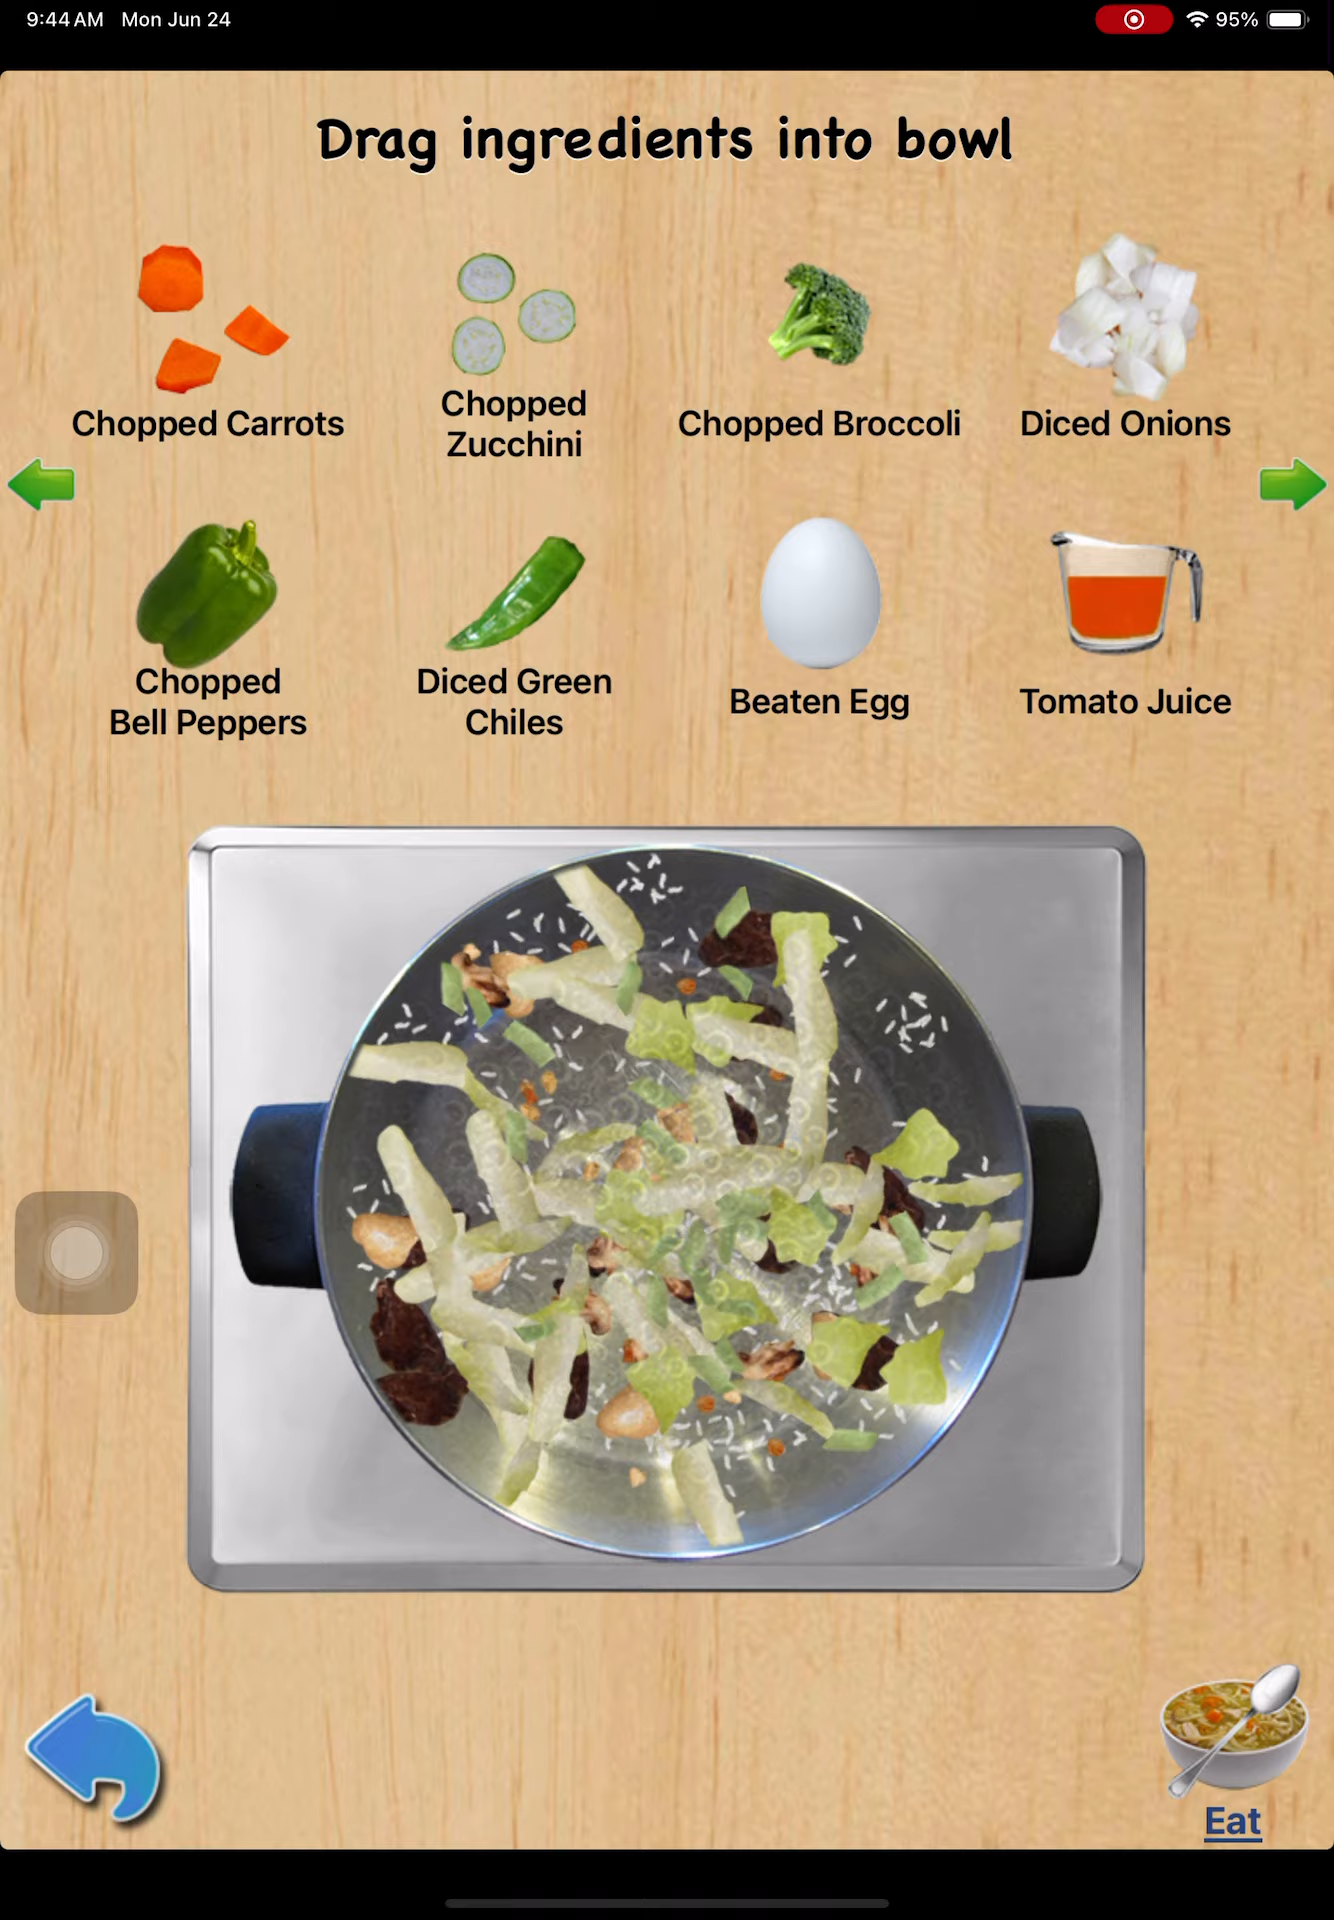 9:44 AM Mon Jun 24
95%
Drag ingredients into bowl
Chopped Carrots
Chopped
Zucchini
Chopped Broccoli
Diced Onions
Chopped
Bell Peppers
Diced Green
Chiles
Beaten Egg
Tomato Juice
Eat